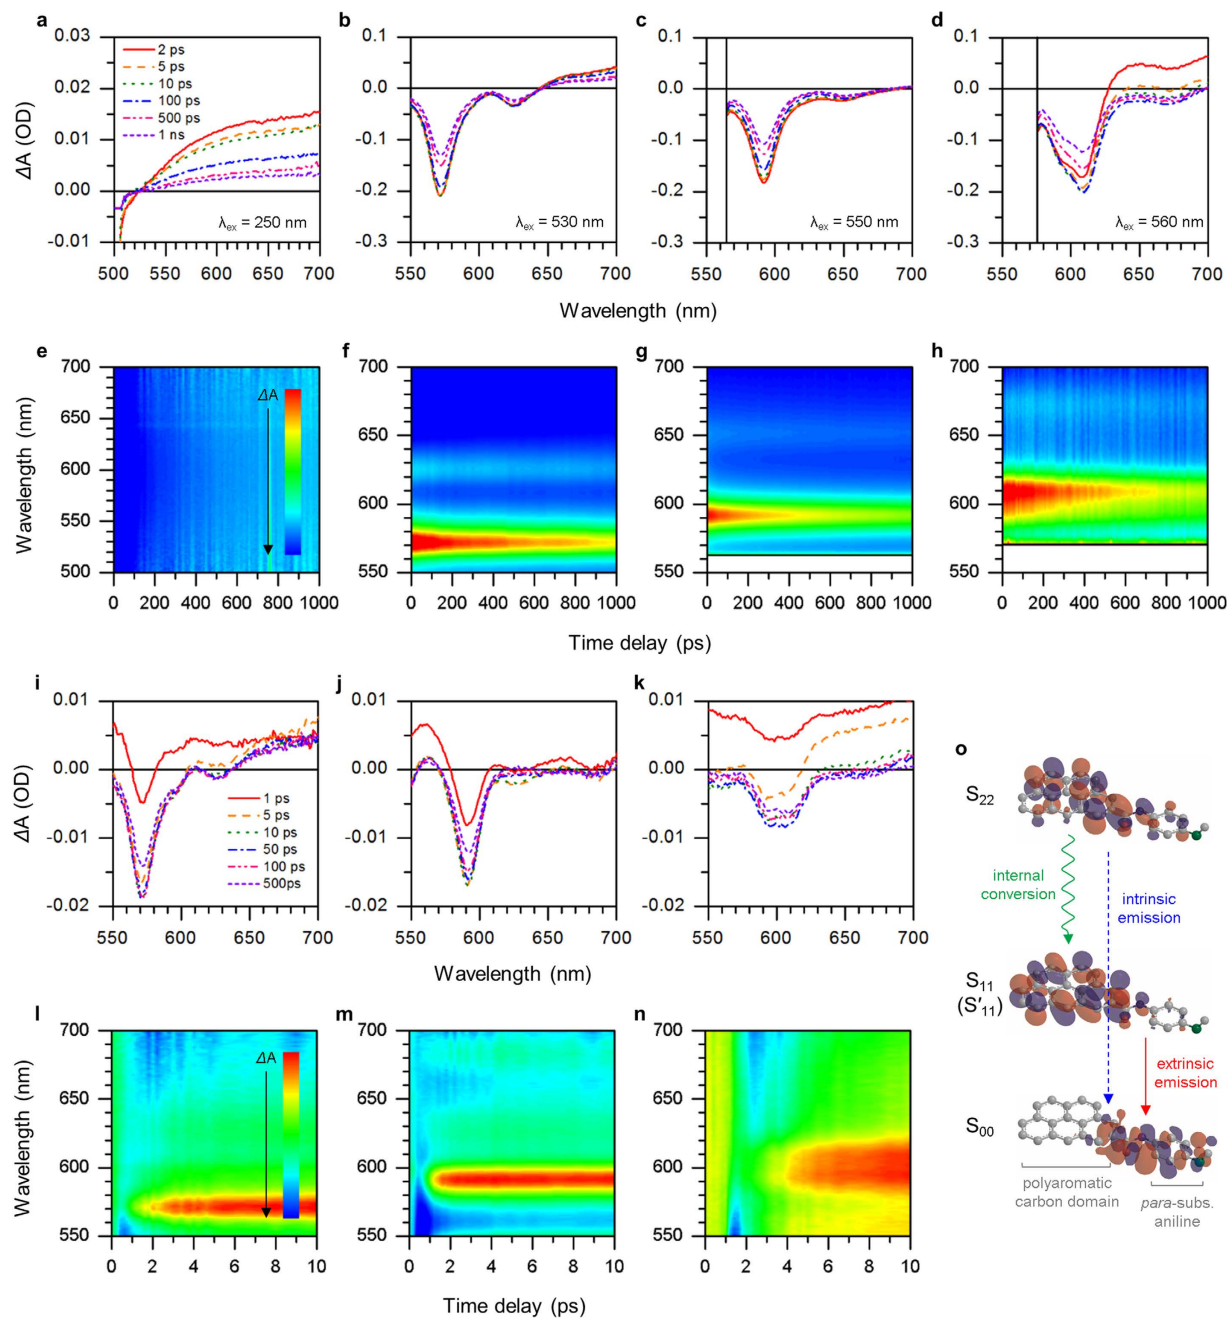 a
b
c
d
0.03
0.02
0.01
0.00
-0.01
ΔA (OD)
2 ps
5 ps
10 ps
100 ps
500 ps
1 ns
λex = 250 nm
500 550 600 650 700
0.1
0.0
-0.1
-0.2
-0.3
λex = 530 nm
550 600 650 700
0.1
0.0
-0.1
-0.2
-0.3
λex = 550 nm
550 600 650 700
0.1
0.0
-0.1
-0.2
-0.3
λex = 560 nm
550 600 650 700
Wavelength (nm)
e
f
g
h
700
650
600
550
500
Wavelength (nm)
ΔA
0 200 400 600 800 1000
700
650
600
550
0 200 400 600 800 1000
700
650
600
550
0 200 400 600 800 1000
700
650
600
550
0 200 400 600 800 1000
Time delay (ps)
i
j
k
0.01
0.00
-0.01
-0.02
ΔA (OD)
1 ps
5 ps
10 ps
50 ps
100 ps
500ps
550 600 650 700
0.01
0.00
-0.01
-0.02
550 600 650 700
0.01
0.00
-0.01
-0.02
550 600 650 700
Wavelength (nm)
l
m
n
700
650
600
550
Wavelength (nm)
ΔA
0 2 4 6 8 10
700
650
600
550
0 2 4 6 8 10
700
650
600
550
0 2 4 6 8 10
Time delay (ps)
o
S22
internal
conversion
intrinsic
emission
S11
(S'11)
extrinsic
emission
S00
polyaromatic
carbon domain
para-subs.
aniline